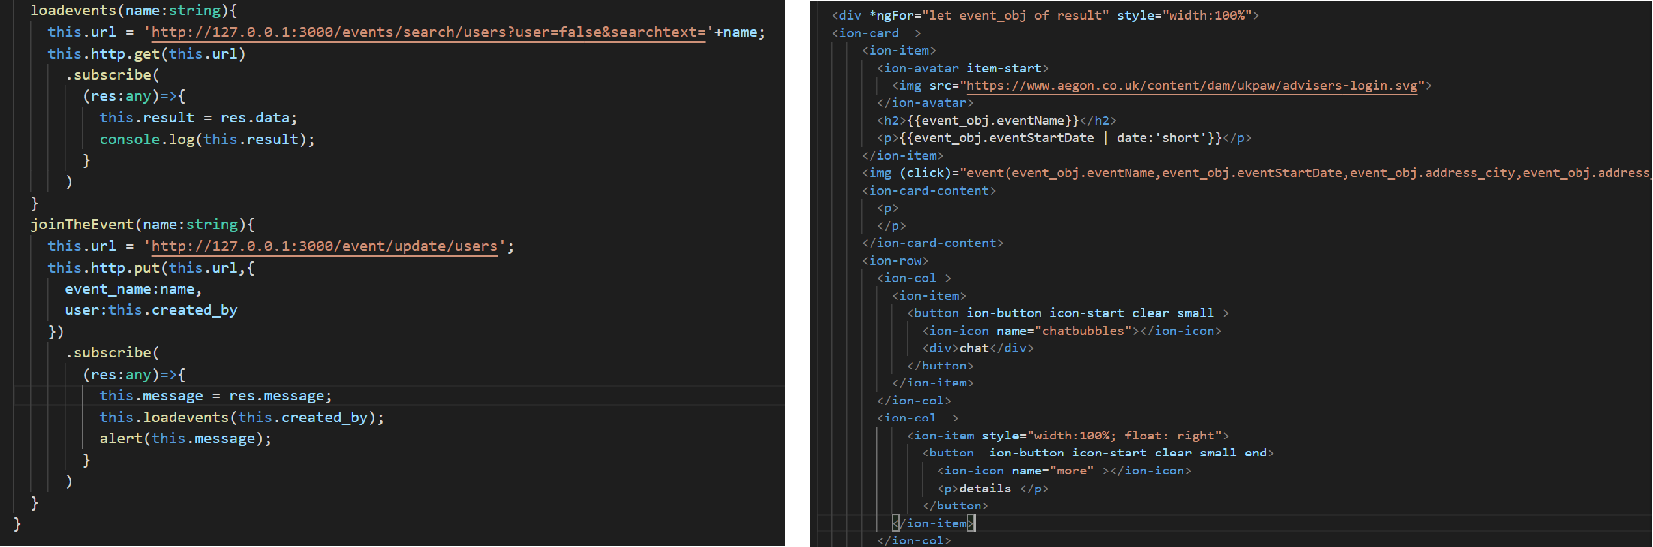 loadevents(name:string){
this.url = 'http://127.0.0.1:3000/events/search/users?user=false&searchtext='+name;
this.http.get(this.url)
.subscribe(
(res:any)=>{
this.result = res.data;
console.log(this.result);
}
)
}
joinTheEvent(name:string){
this.url = 'http://127.0.0.1:3000/event/update/users';
this.http.put(this.url,{
event_name:name,
user:this.created_by
})
.subscribe(
(res:any)=>{
this.message = res.message;
this.loadevents(this.created_by);
alert(this.message);
}
)
}
}
<div *ngFor="let event_obj of result" style="width:100%">
<ion-card  >
<ion-item>
<ion-avatar item-start>
<img src="https://www.aegon.co.uk/content/dam/ukpaw/advisers-login.svg">
</ion-avatar>
<h2>{{event_obj.eventName}}</h2>
<p>{{event_obj.eventStartDate | date:'short'}}</p>
</ion-item>
<img (click)="event(event_obj.eventName,event_obj.eventStartDate,event_obj.address_city,event_obj.address_
<ion-card-content>
<p>
</p>
</ion-card-content>
<ion-row>
<ion-col >
<ion-item>
<button ion-button icon-start clear small >
<ion-icon name="chatbubbles"></ion-icon>
<div>chat</div>
</button>
</ion-item>
</ion-col>
<ion-col  >
<ion-item style="width:100%; float: right">
<button  ion-button icon-start clear small end>
<ion-icon name="more" ></ion-icon>
<p>details </p>
</button>
</ion-item>
</ion-col>